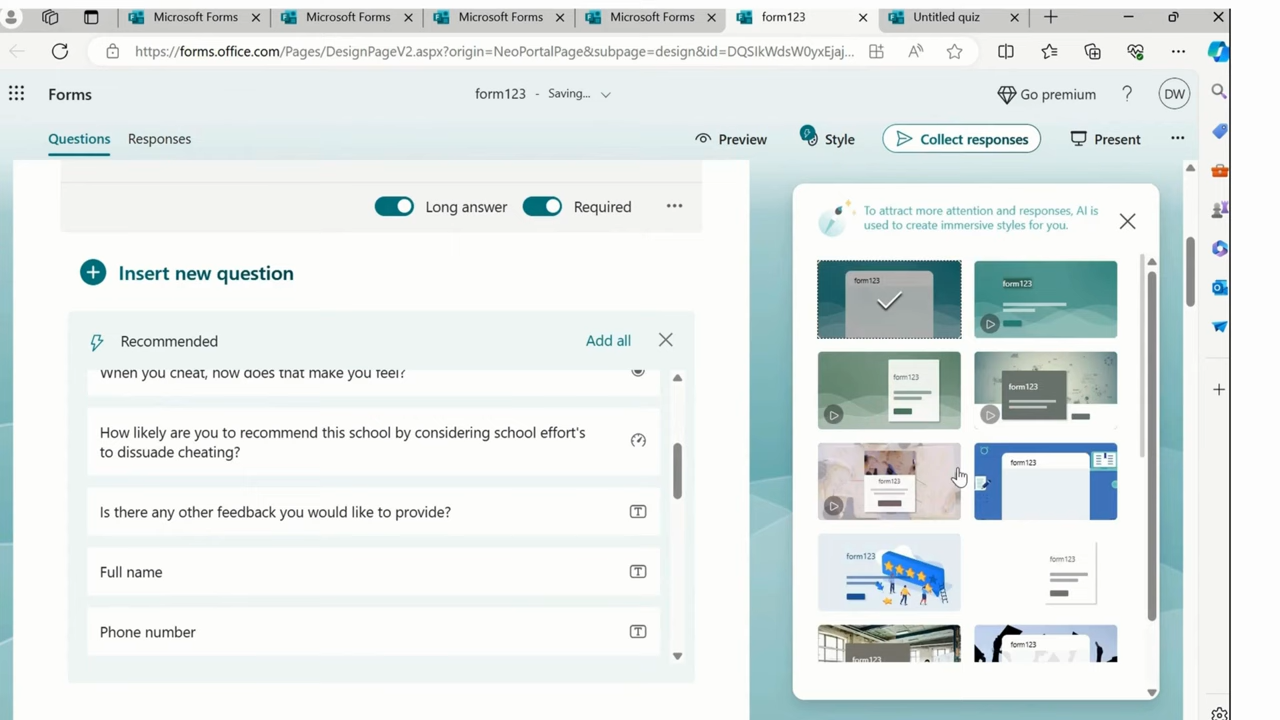 Microsoft Forms
Microsoft Forms
Microsoft Forms
Microsoft Forms
form123
Untitled quiz
https://forms.office.com/Pages/DesignPageV2.aspx?origin=NeoPortalPage&subpage=design&id=DQSIkWdsW0yxEjaj...
Forms
form123 - Saving...
Go premium
?
DW
Questions
Responses
Preview
Style
Collect responses
Present
Long answer
Required
Insert new question
Recommended
Add all
When you cheat, how does that make you feel?
How likely are you to recommend this school by considering school effort's
to dissuade cheating?
Is there any other feedback you would like to provide?
Full name
Phone number
To attract more attention and responses, AI is
used to create immersive styles for you.
form123
form123
form123
form123
form123
form123
form123
form123
form123
form123